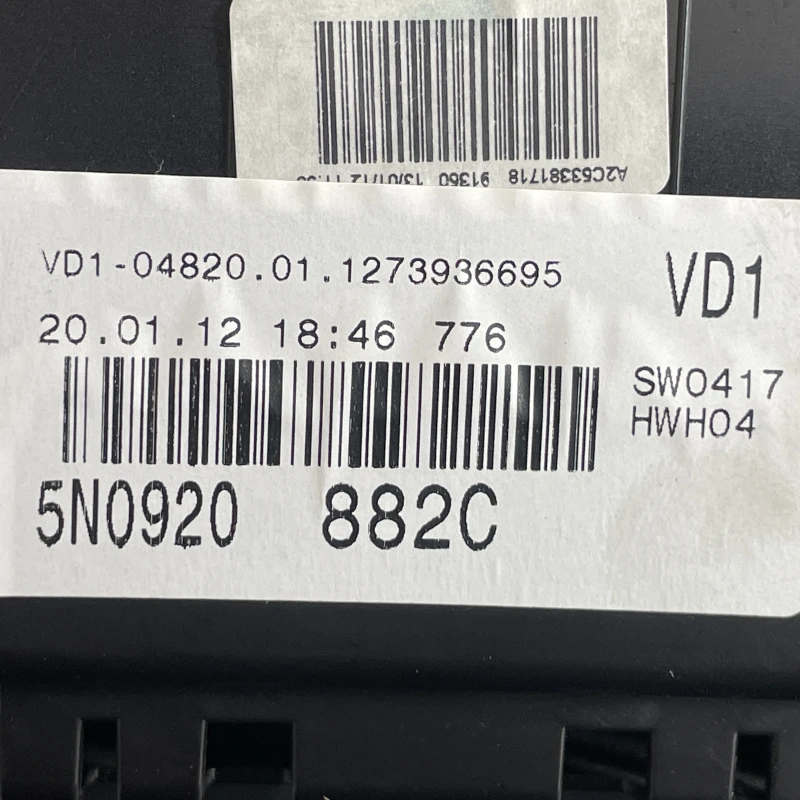 A2C53381718 91360 13/01/12
VD1-04820.01.1273936695
VD1
20.01.12 18:46 776
SW0417
HWH04
5N0920 882C